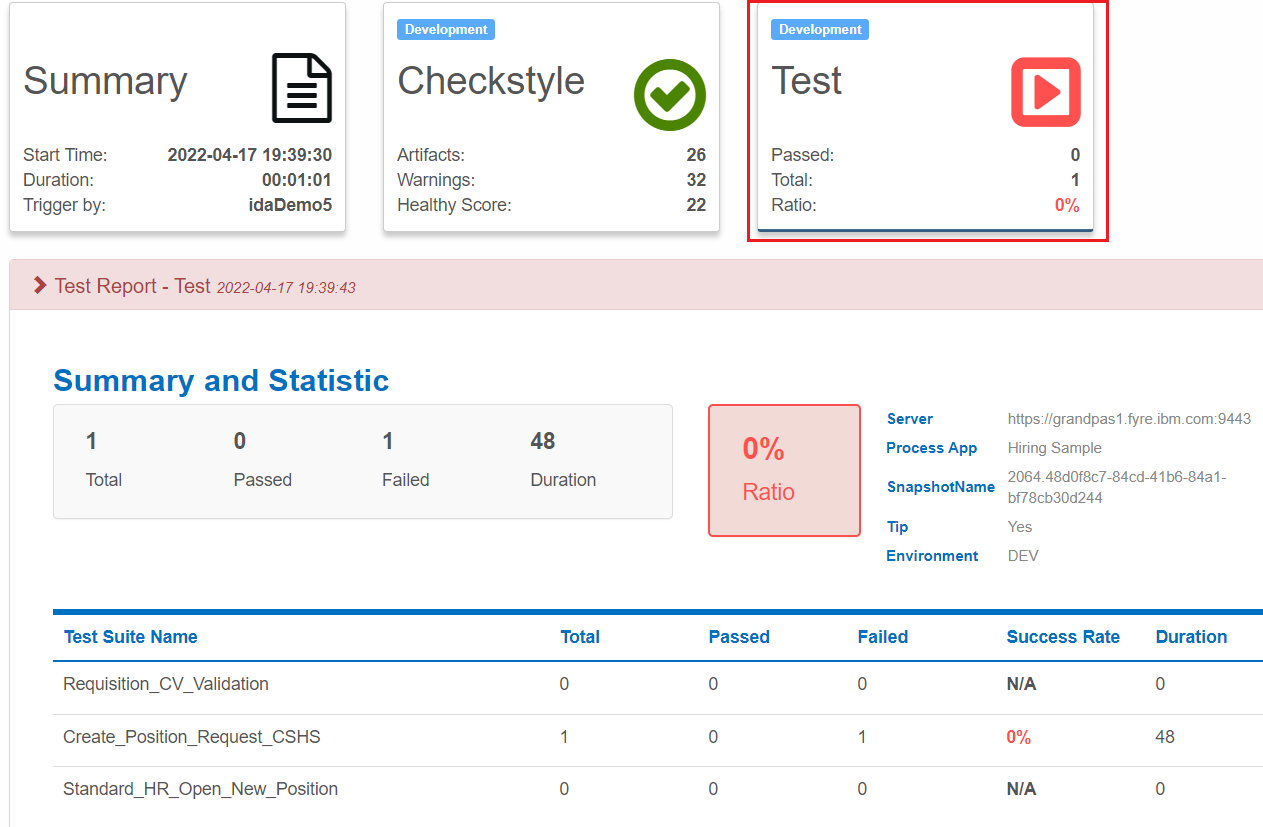 Summary
Start Time: 2022-04-17 19:39:30
Duration: 00:01:01
Trigger by: idaDemo5
Development
Checkstyle
Artifacts: 26
Warnings: 32
Healthy Score: 22
Development
Test
Passed: 0
Total: 1
Ratio: 0%
Test Report - Test 2022-04-17 19:39:43
Summary and Statistic
1 0 1 48
Total Passed Failed Duration
0%
Ratio
Server https://grandpas1.fyre.ibm.com:9443
Process App Hiring Sample
SnapshotName 2064.48d0f8c7-84cd-41b6-84a1-
bf78cb30d244
Tip Yes
Environment DEV
Test Suite Name Total Passed Failed Success Rate Duration
Requisition_CV_Validation 0 0 0 N/A 0
Create_Position_Request_CSHS 1 0 1 0% 48
Standard_HR_Open_New_Position 0 0 0 N/A 0